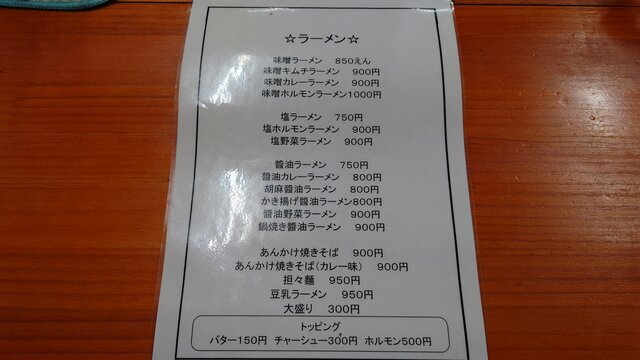 ☆ラーメン☆
味噌ラーメン 850えん
味噌キムチラーメン 900円
味噌カレーラーメン 900円
味噌ホルモンラーメン1000円
塩ラーメン 750円
塩ホルモンラーメン 900円
塩野菜ラーメン 900円
醬油ラーメン 750円
醬油カレーラーメン 800円
胡麻醬油ラーメン 800円
かき揚げ醬油ラーメン800円
醬油野菜ラーメン 900円
鍋焼き醬油ラーメン 900円
あんかけ焼きそば 900円
あんかけ焼きそば(カレー味) 900円
担々麺 950円
豆乳ラーメン 950円
大盛り 300円
トッピング
バター150円 チャーシュー300円 ホルモン500円